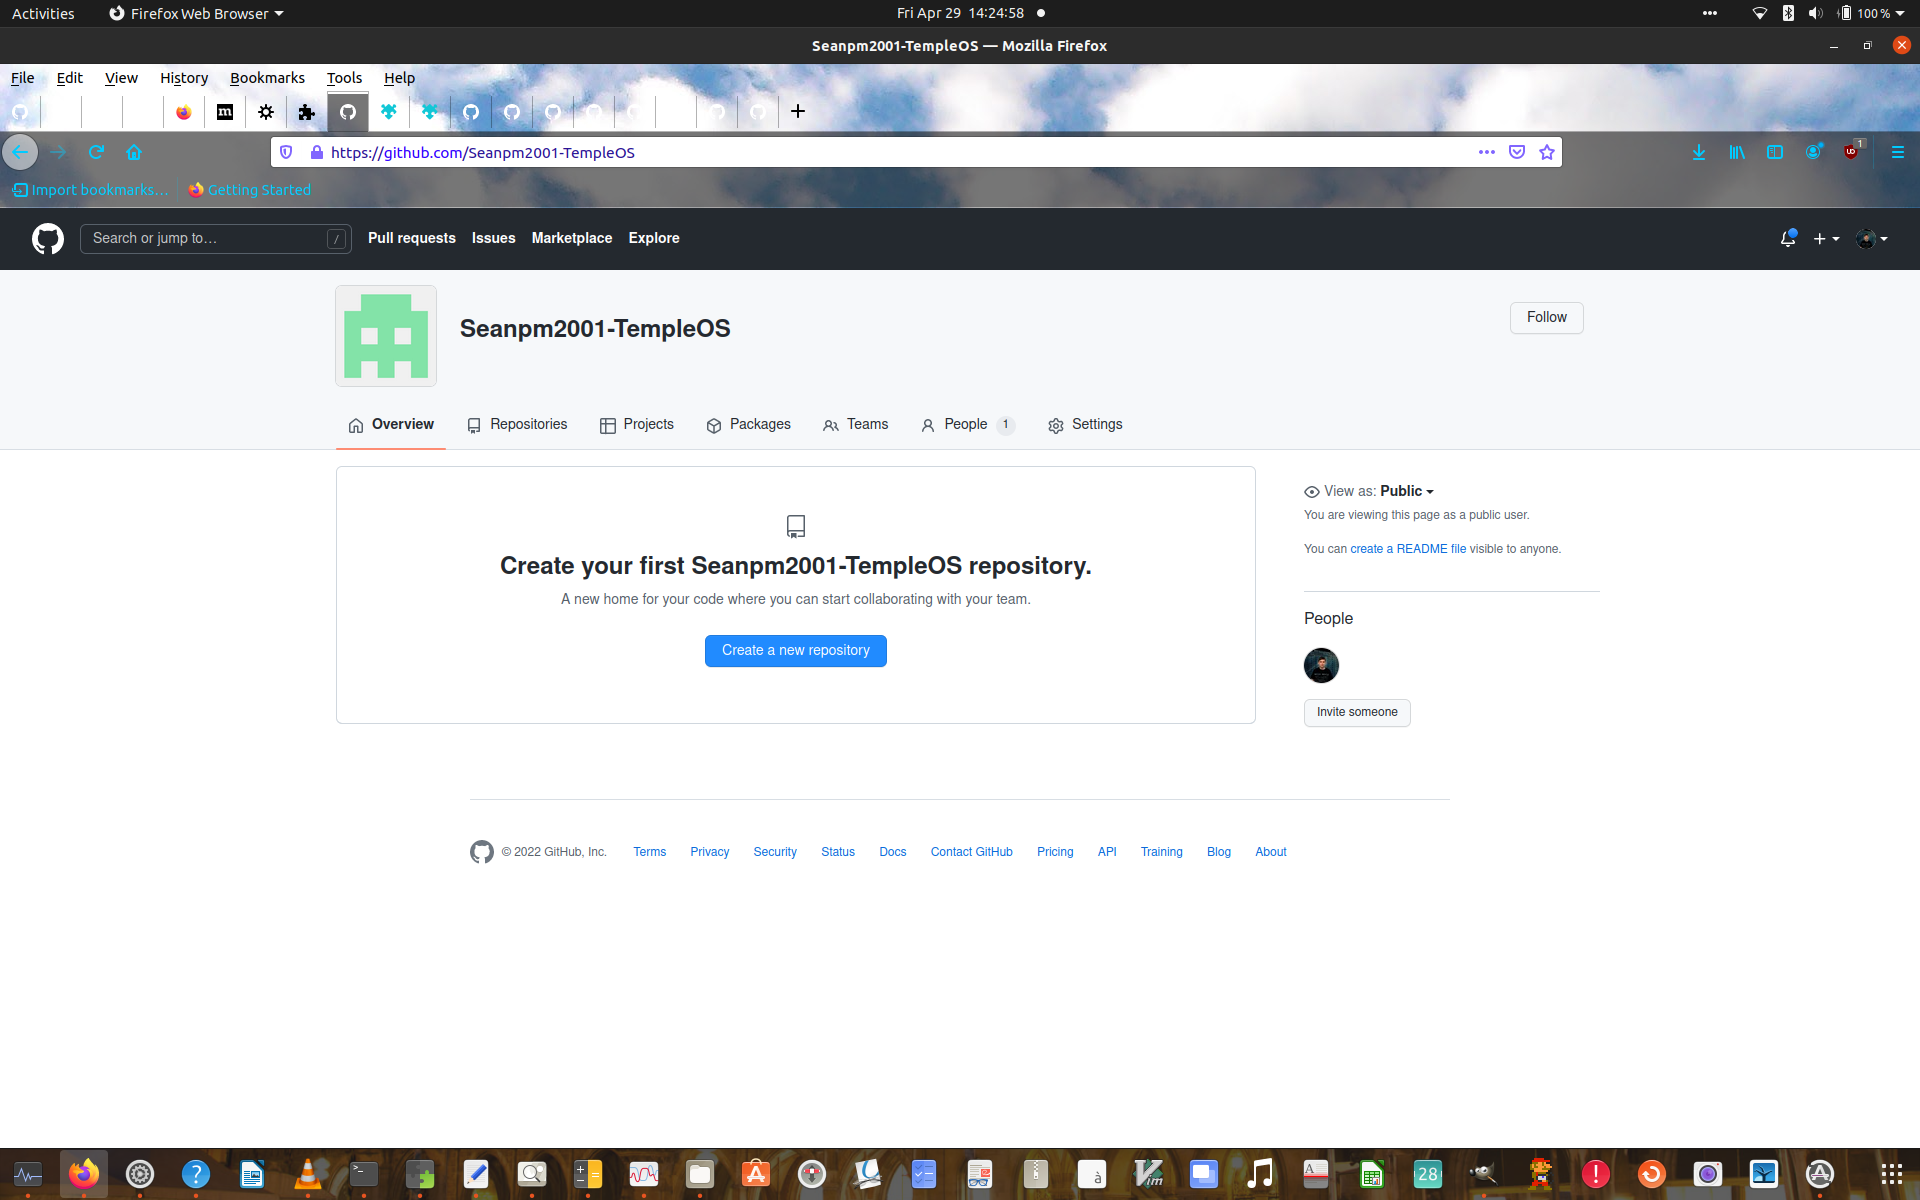 Activities Firefox Web Browser Fri Apr 29 14:24:58 100 %
Seanpm2001-TempleOS — Mozilla Firefox
File Edit View History Bookmarks Tools Help
https://github.com/Seanpm2001-TempleOS
1
Import bookmarks… Getting Started
Search or jump to… / Pull requests Issues Marketplace Explore
Seanpm2001-TempleOS
Follow
Overview Repositories Projects Packages Teams People 1 Settings
View as: Public
You are viewing this page as a public user.
You can create a README file visible to anyone.
Create your first Seanpm2001-TempleOS repository.
A new home for your code where you can start collaborating with your team.
Create a new repository
People
Invite someone
© 2022 GitHub, Inc. Terms Privacy Security Status Docs Contact GitHub Pricing API Training Blog About
28